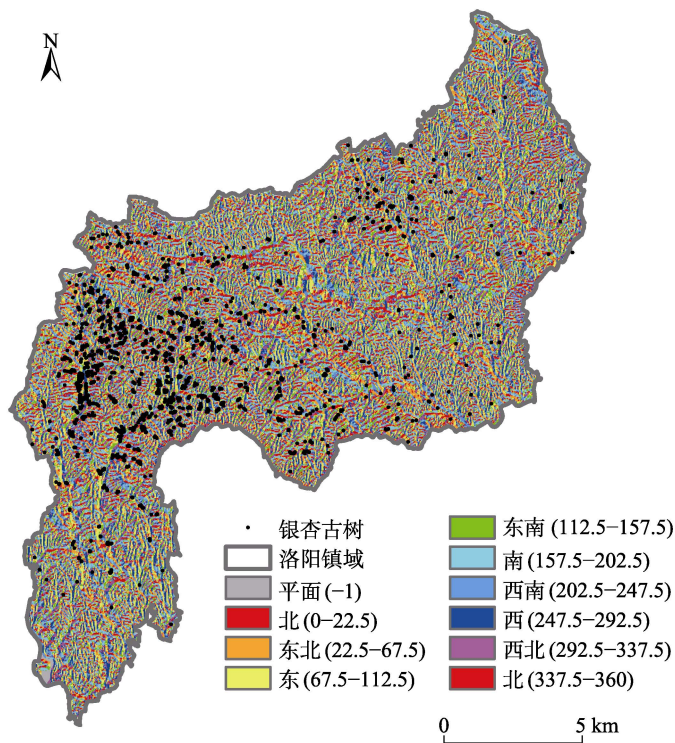 N
银杏古树
洛阳镇域
平面(−1)
北(0−22.5)
东北(22.5−67.5)
东(67.5−112.5)
东南(112.5−157.5)
南(157.5−202.5)
西南(202.5−247.5)
西(247.5−292.5)
西北(292.5−337.5)
北(337.5−360)
0 5 km